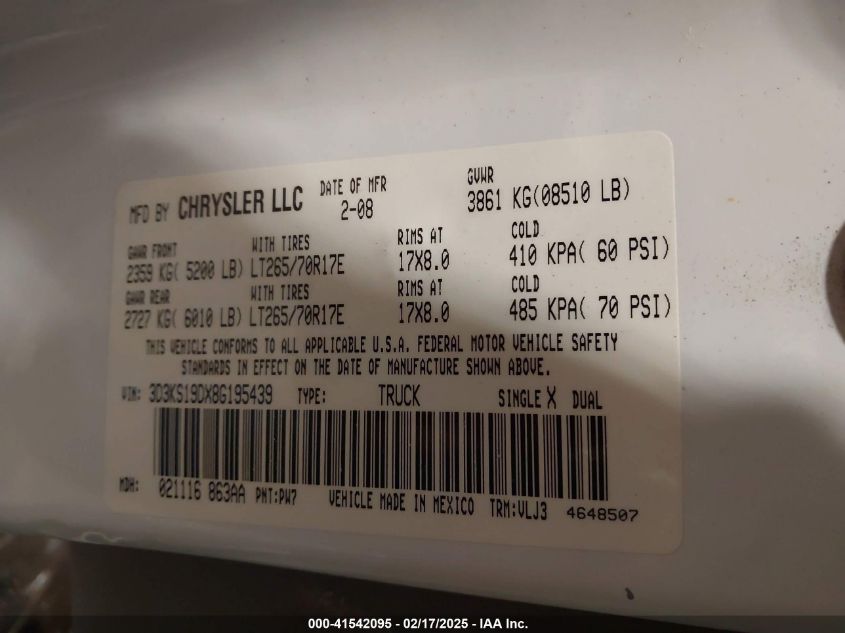 MFD BY CHRYSLER LLC DATE OF MFR 2-08 GVWR 3861 KG(08510 LB)
GAWR FRONT WITH TIRES RIMS AT COLD
2359 KG( 5200 LB) LT265/70R17E 17X8.0 410 KPA( 60 PSI)
GAWR REAR WITH TIRES RIMS AT COLD
2727 KG( 6010 LB) LT265/70R17E 17X8.0 485 KPA( 70 PSI)
THIS VEHICLE CONFORMS TO ALL APPLICABLE U.S.A. FEDERAL MOTOR VEHICLE SAFETY
STANDARDS IN EFFECT ON THE DATE OF MANUFACTURE SHOWN ABOVE.
VIN: 3D3KS19DX8G195439 TYPE: TRUCK SINGLE X DUAL
MDH: 021116 863AA PNT:PW7 VEHICLE MADE IN MEXICO TRM:VLJ3 4648507
000-41542095 - 02/17/2025 - IAA Inc.